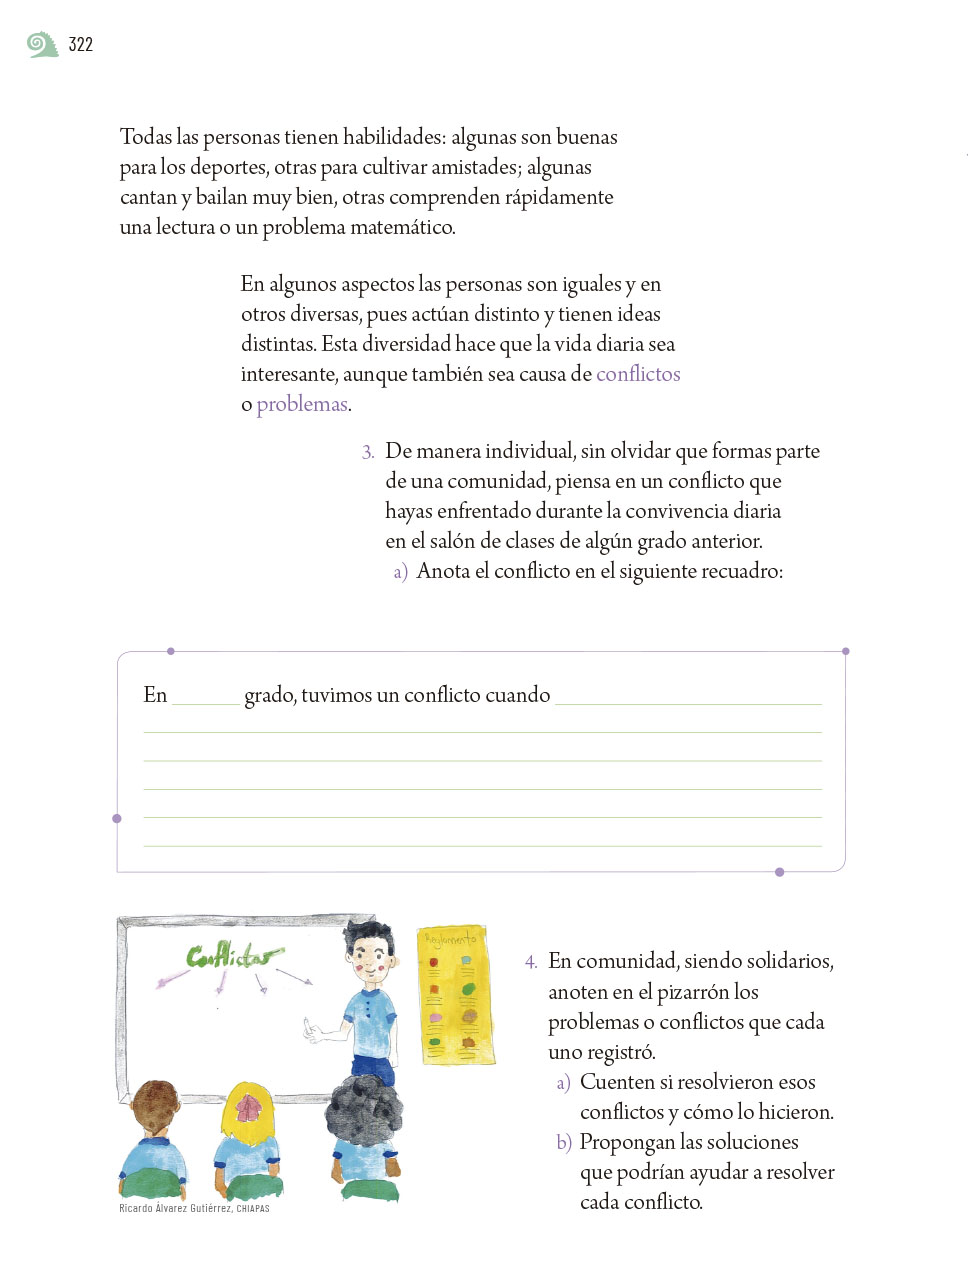 322
Todas las personas tienen habilidades: algunas son buenas
para los deportes, otras para cultivar amistades; algunas
cantan y bailan muy bien, otras comprenden rápidamente
una lectura o un problema matemático.
En algunos aspectos las personas son iguales y en
otros diversas, pues actúan distinto y tienen ideas
distintas. Esta diversidad hace que la vida diaria sea
interesante, aunque también sea causa de conflictos
o problemas.
3. De manera individual, sin olvidar que formas parte
de una comunidad, piensa en un conflicto que
hayas enfrentado durante la convivencia diaria
en el salón de clases de algún grado anterior.
a) Anota el conflicto en el siguiente recuadro:
En ______ grado, tuvimos un conflicto cuando ______
Conflictos
Reglamento
4. En comunidad, siendo solidarios,
anoten en el pizarrón los
problemas o conflictos que cada
uno registró.
a) Cuenten si resolvieron esos
conflictos y cómo lo hicieron.
b) Propongan las soluciones
que podrían ayudar a resolver
cada conflicto.
Ricardo Álvarez Gutiérrez, CHIAPAS